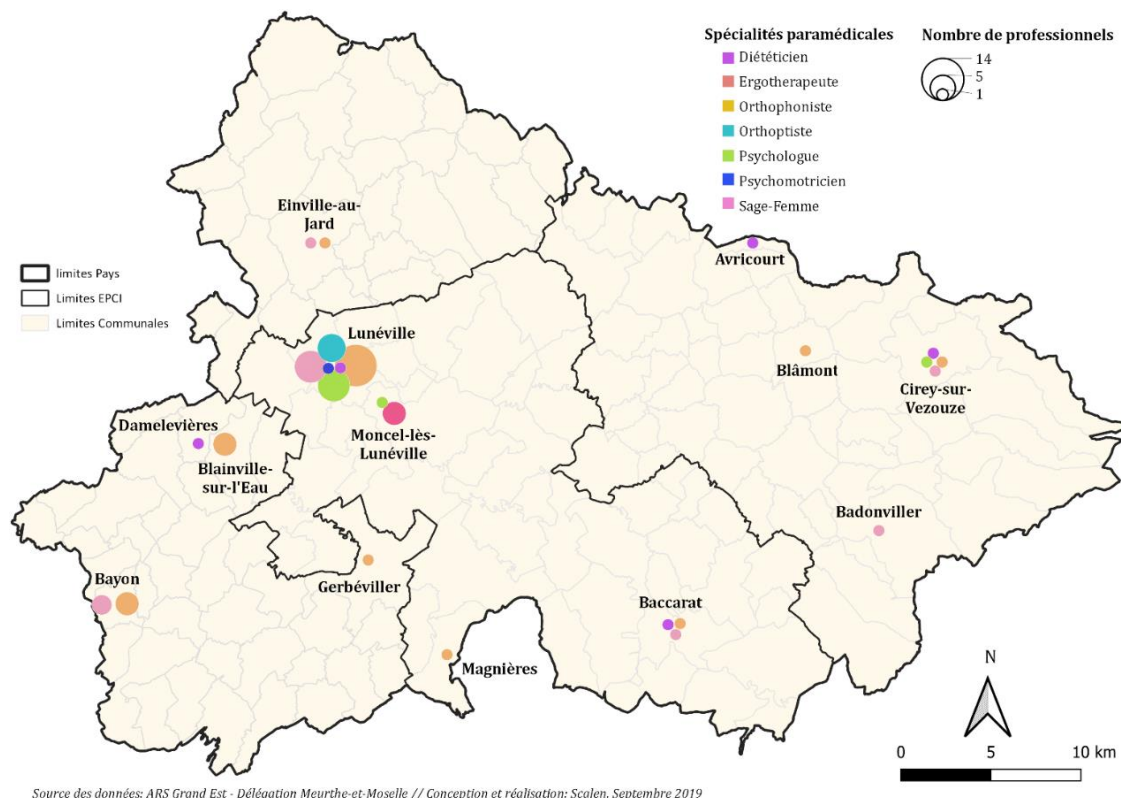 Spécialités paramédicales
Diététicien
Ergotherapeute
Orthophoniste
Orthoptiste
Psychologue
Psychomotricien
Sage-Femme
Nombre de professionnels
14
5
1
Einville-au-
Jard
Avricourt
limites Pays
Limites EPCI
Limites Communales
Lunéville
Blâmont
Cirey-sur-
Vezouze
Moncel-lès-
Lunéville
Damelevières
Blainville-
sur-l'Eau
Badonviller
Bayon
Gerbéviller
Baccarat
Magnières
N
0 5 10 km
Source des données: ARS Grand Est - Délégation Meurthe-et-Moselle // Conception et réalisation: Scalen, Septembre 2019